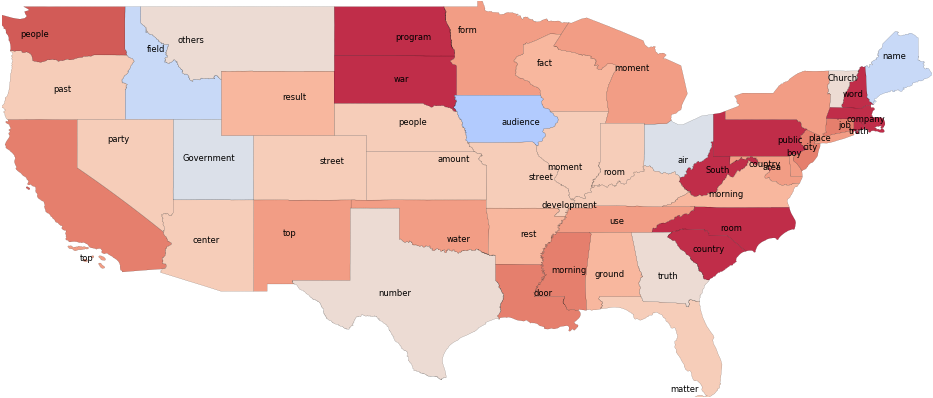 people
field
others
program
form
name
past
result
war
fact
moment
Church
word
party
Government
people
audience
company
truth
job
public
place
city
boy
street
amount
moment
room
air
South
country
area
street
development
morning
center
top
top
water
rest
use
room
country
morning
ground
truth
door
number
matter